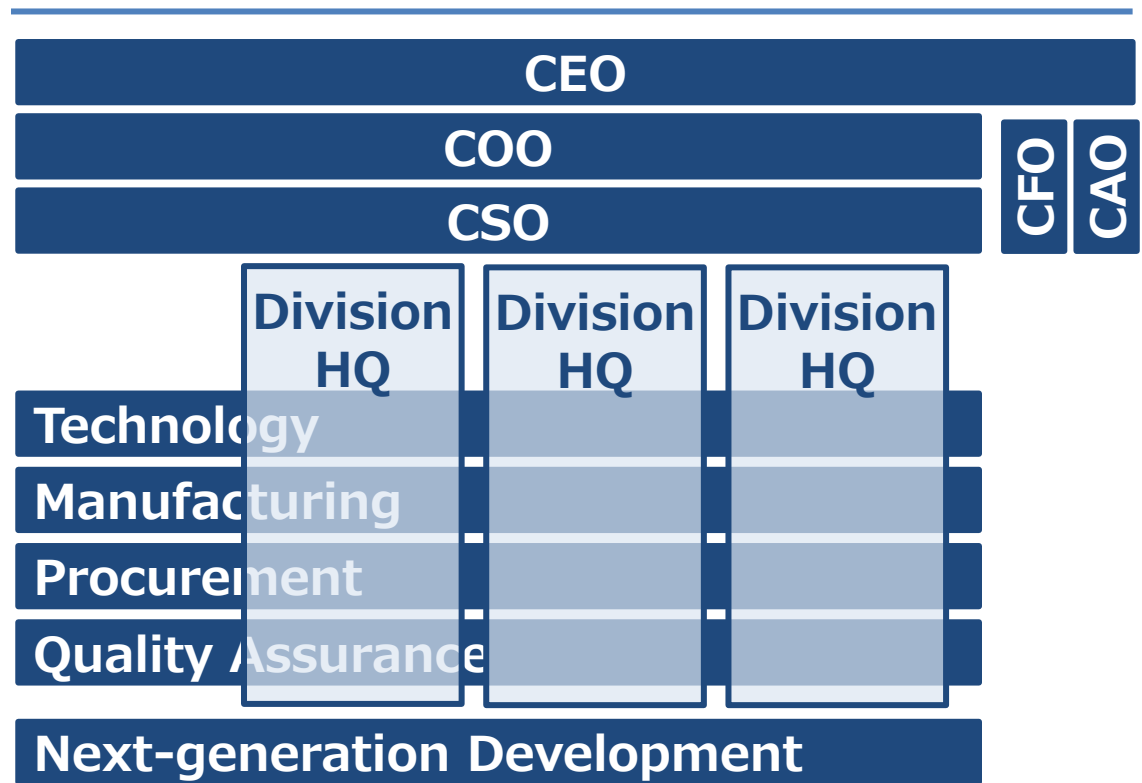 CEO
COO
CSO
CFO
CAO
Division
HQ
Division
HQ
Division
HQ
Technology
Manufacturing
Procurement
Quality Assurance
Next-generation Development